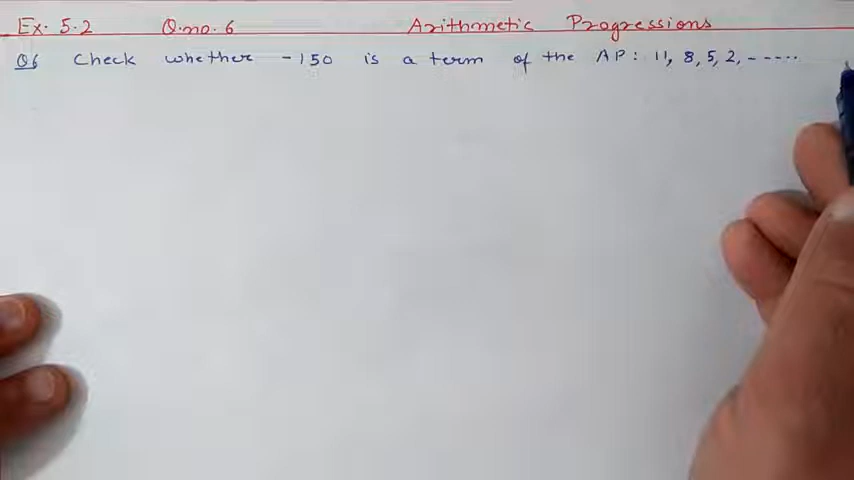 Ex. 5.2 Q.no. 6 Arithmetic Progressions
Q6 Check whether -150 is a term of the AP: 11, 8, 5, 2, ------